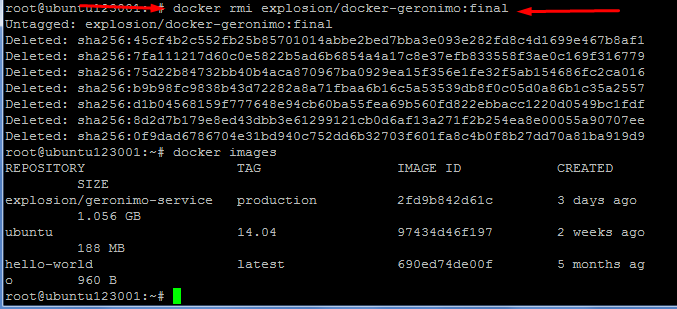 root@ubuntu123001:~# docker rmi explosion/docker-geronimo:final
Untagged: explosion/docker-geronimo:final
Deleted: sha256:45cf4b2c552fb25b85701014abbe2bed7bba3e093e282fd8c4d1699e467b8af1
Deleted: sha256:7fa111217d60c0e5822b5ad6b6854a4a17c8e37efb833558f3ae0c169f316779
Deleted: sha256:75d22b84732bb40b4aca870967ba0929ea15f356e1fe32f5ab154686fc2ca016
Deleted: sha256:b9b98fc9838b43d72282a8a71fbaa6b16c5a53539db8f0c05d0a86b1c35a2557
Deleted: sha256:d1b04568159f777648e94cb60ba55fea69b560fd822ebbacc1220d0549bc1fdf
Deleted: sha256:8d2d7b179e8ed43dbb3e61299121cb0d6af13a271f2b254ea8e00055a90707ee
Deleted: sha256:0f9dad6786704e31bd940c752dd6b32703f601fa8c4b0f8b27dd70a81ba919d9
root@ubuntu123001:~# docker images
REPOSITORY TAG IMAGE ID CREATED
SIZE
explosion/geronimo-service production 2fd9b842d61c 3 days ago
1.056 GB
ubuntu 14.04 97434d46f197 2 weeks ago
188 MB
hello-world latest 690ed74de00f 5 months ag
o 960 B
root@ubuntu123001:~#